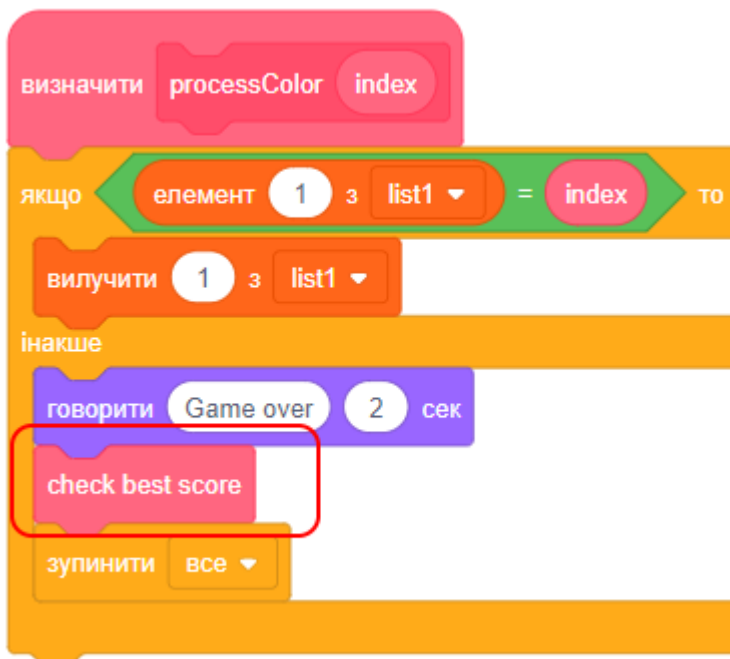 визначити processColor index
якщо елемент 1 з list1 = index то
вилучити 1 з list1
інакше
говорити Game over 2 сек
check best score
зупинити все